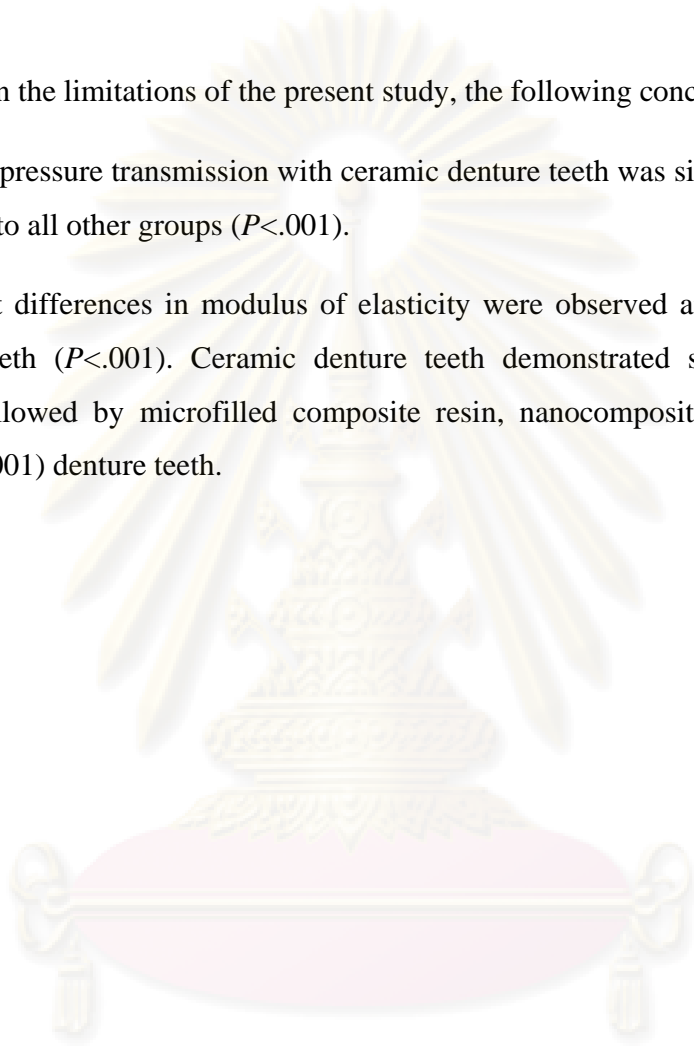 n the limitations of the present study, the following conc
pressure transmission with ceramic denture teeth was si
to all other groups (P<.001).
t differences in modulus of elasticity were observed a
eth (P<.001). Ceramic denture teeth demonstrated s
llowed by microfilled composite resin, nanocomposit
001) denture teeth.